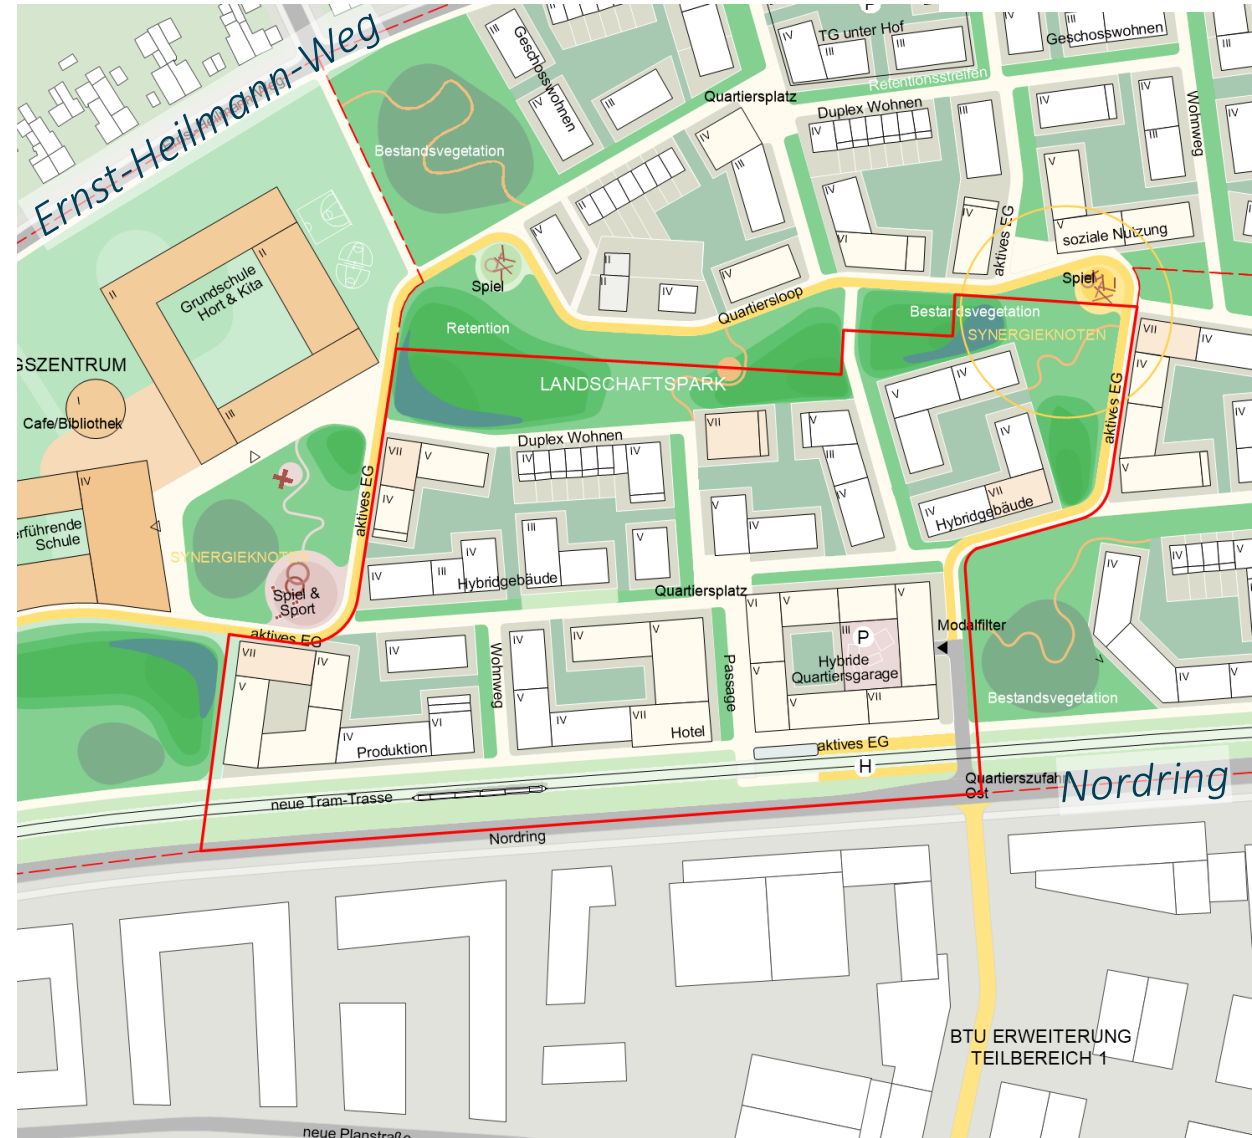 Ernst-Heilmann-Weg
TG unter Hof
Geschosswohnen
Geschosswohnen
Retentionsstreifen
Quartiersplatz
Duplex Wohnen
Wohnweg
Bestandsvegetation
aktives EG
soziale Nutzung
Grundschule
Hort & Kita
Spiel
Spiel
Quartiersloop
Retention
Bestandsvegetation
SYNERGIEKNOTEN
GSZENTRUM
LANDSCHAFTSPARK
Cafe/Bibliothek
aktives EG
Duplex Wohnen
aktives EG
erführende
Schule
Hybridgebäude
SYNERGIEKNOTEN
Hybridgebäude
Spiel &
Sport
Quartiersplatz
aktives EG
Modalfilter
P
Wohnweg
Passage
Hybride
Quartiersgarage
Bestandsvegetation
Hotel
Produktion
aktives EG
H
Quartierszufahrt
Ost
Nordring
neue Tram-Trasse
Nordring
BTU ERWEITERUNG
TEILBEREICH 1
neue Planstraße